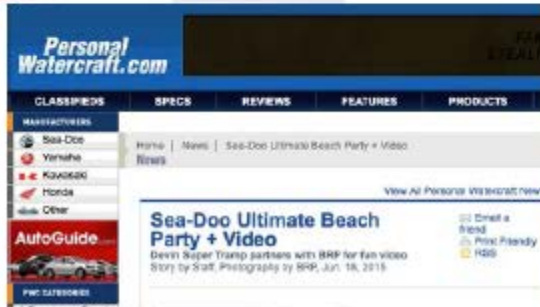 Personal
Watercraft.com
CLASSIFIEDS SPECS REVIEWS FEATURES PRODUCTS
MANUFACTURERS
Sea-Doo
Yamaha
Kawasaki
Honda
Other
Home | News | Sea-Doo Ultimate Beach Party + Video
News
View All Personal Watercraft New
Sea-Doo Ultimate Beach
Party + Video
Devin Super Tramp partners with BRP for fun video
Story by Staff, Photography by BRP, Jun. 18, 2015
Email a
friend
Print Friendly
RSS
AutoGuide
PWC CATEGORIES